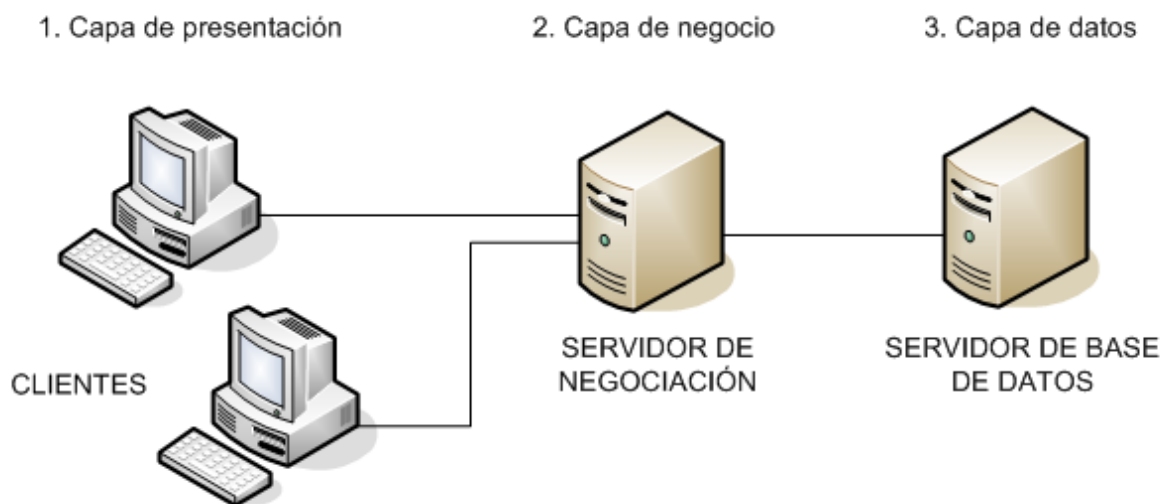 1. Capa de presentación
2. Capa de negocio
3. Capa de datos
CLIENTES
SERVIDOR DE
NEGOCIACIÓN
SERVIDOR DE BASE
DE DATOS